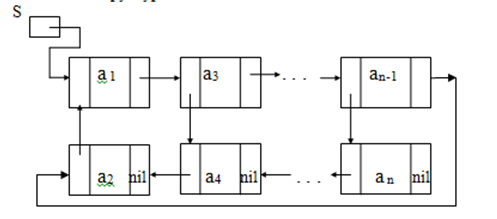 S
a1 a3 . . . an-1
a2 nil a4 nil . . . an nil